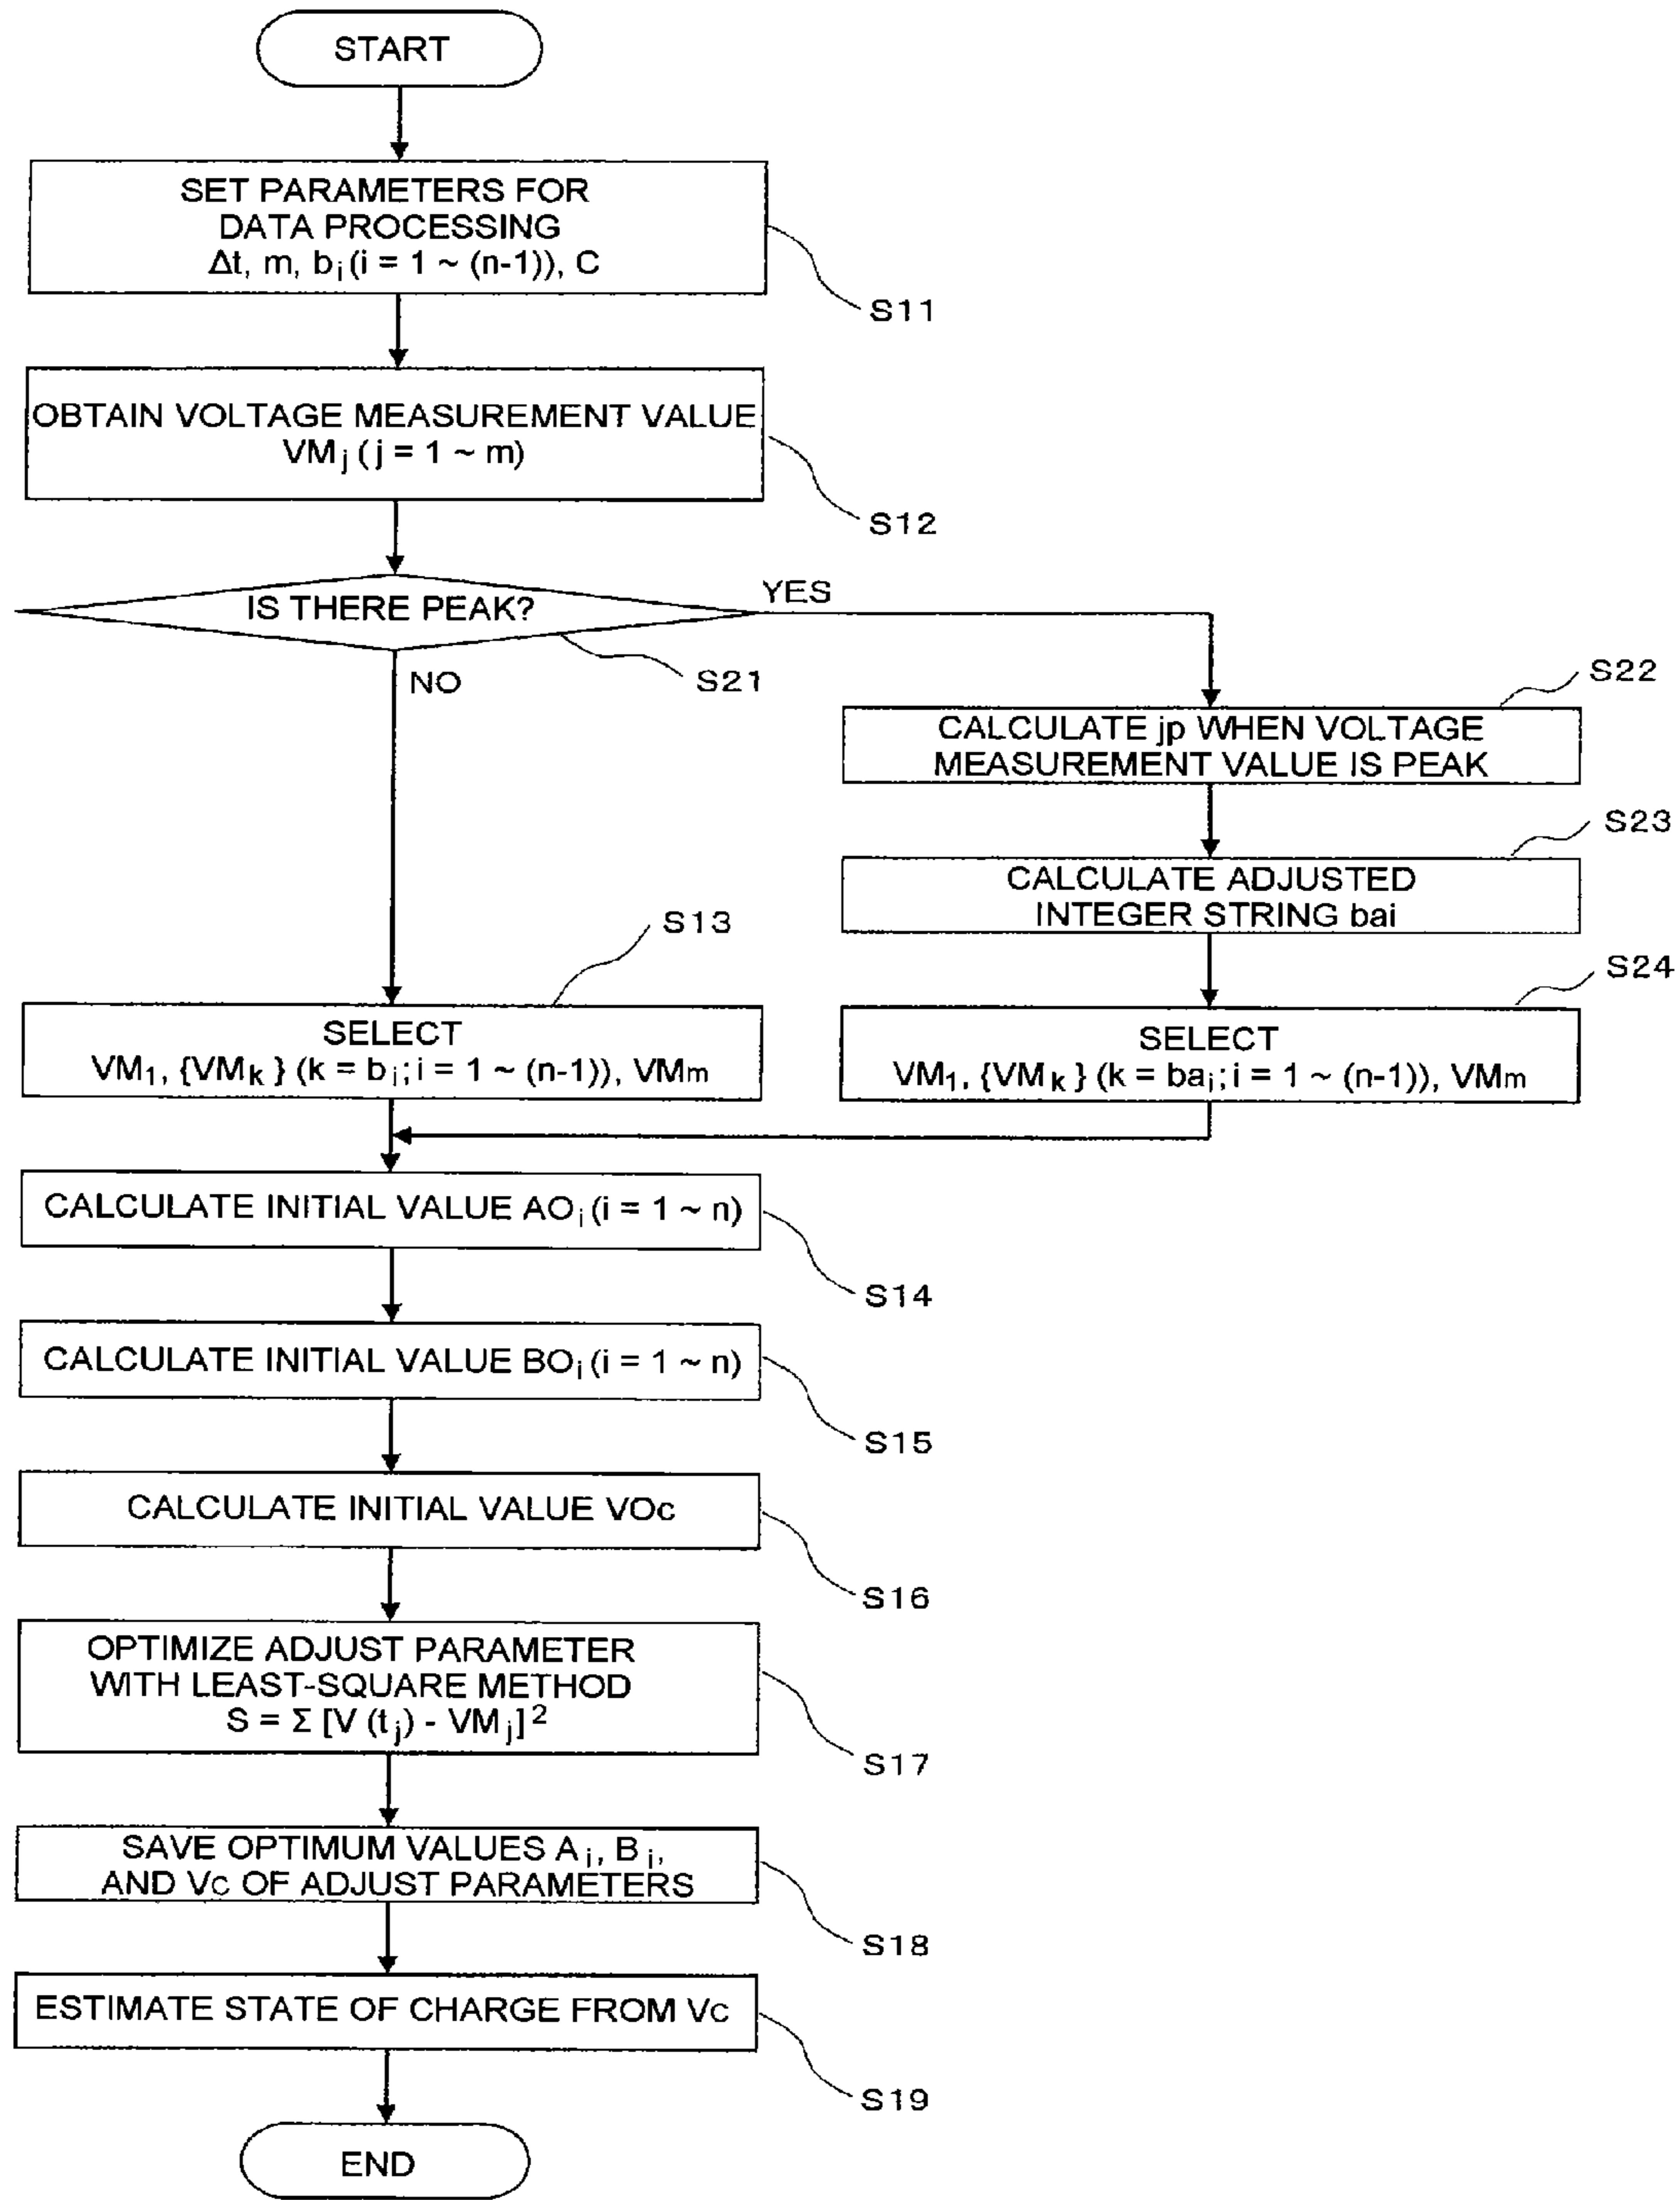 START
SET PARAMETERS FOR
DATA PROCESSING
Δt, m, bi (i = 1 ~ (n-1)), C
S11
OBTAIN VOLTAGE MEASUREMENT VALUE
VMj (j = 1 ~ m)
S12
IS THERE PEAK?
YES
S21
NO
S22
CALCULATE jp WHEN VOLTAGE
MEASUREMENT VALUE IS PEAK
S23
CALCULATE ADJUSTED
INTEGER STRING bai
S13
SELECT
VM1, {VMk} (k = bi; i = 1 ~ (n-1)), VMm
S24
SELECT
VM1, {VMk} (k = bai; i = 1 ~ (n-1)), VMm
CALCULATE INITIAL VALUE AOi (i = 1 ~ n)
S14
CALCULATE INITIAL VALUE BOi (i = 1 ~ n)
S15
CALCULATE INITIAL VALUE VOc
S16
OPTIMIZE ADJUST PARAMETER
WITH LEAST-SQUARE METHOD
S = Σ [V (tj) - VMj]²
S17
SAVE OPTIMUM VALUES Ai, Bi,
AND VC OF ADJUST PARAMETERS
S18
ESTIMATE STATE OF CHARGE FROM VC
S19
END